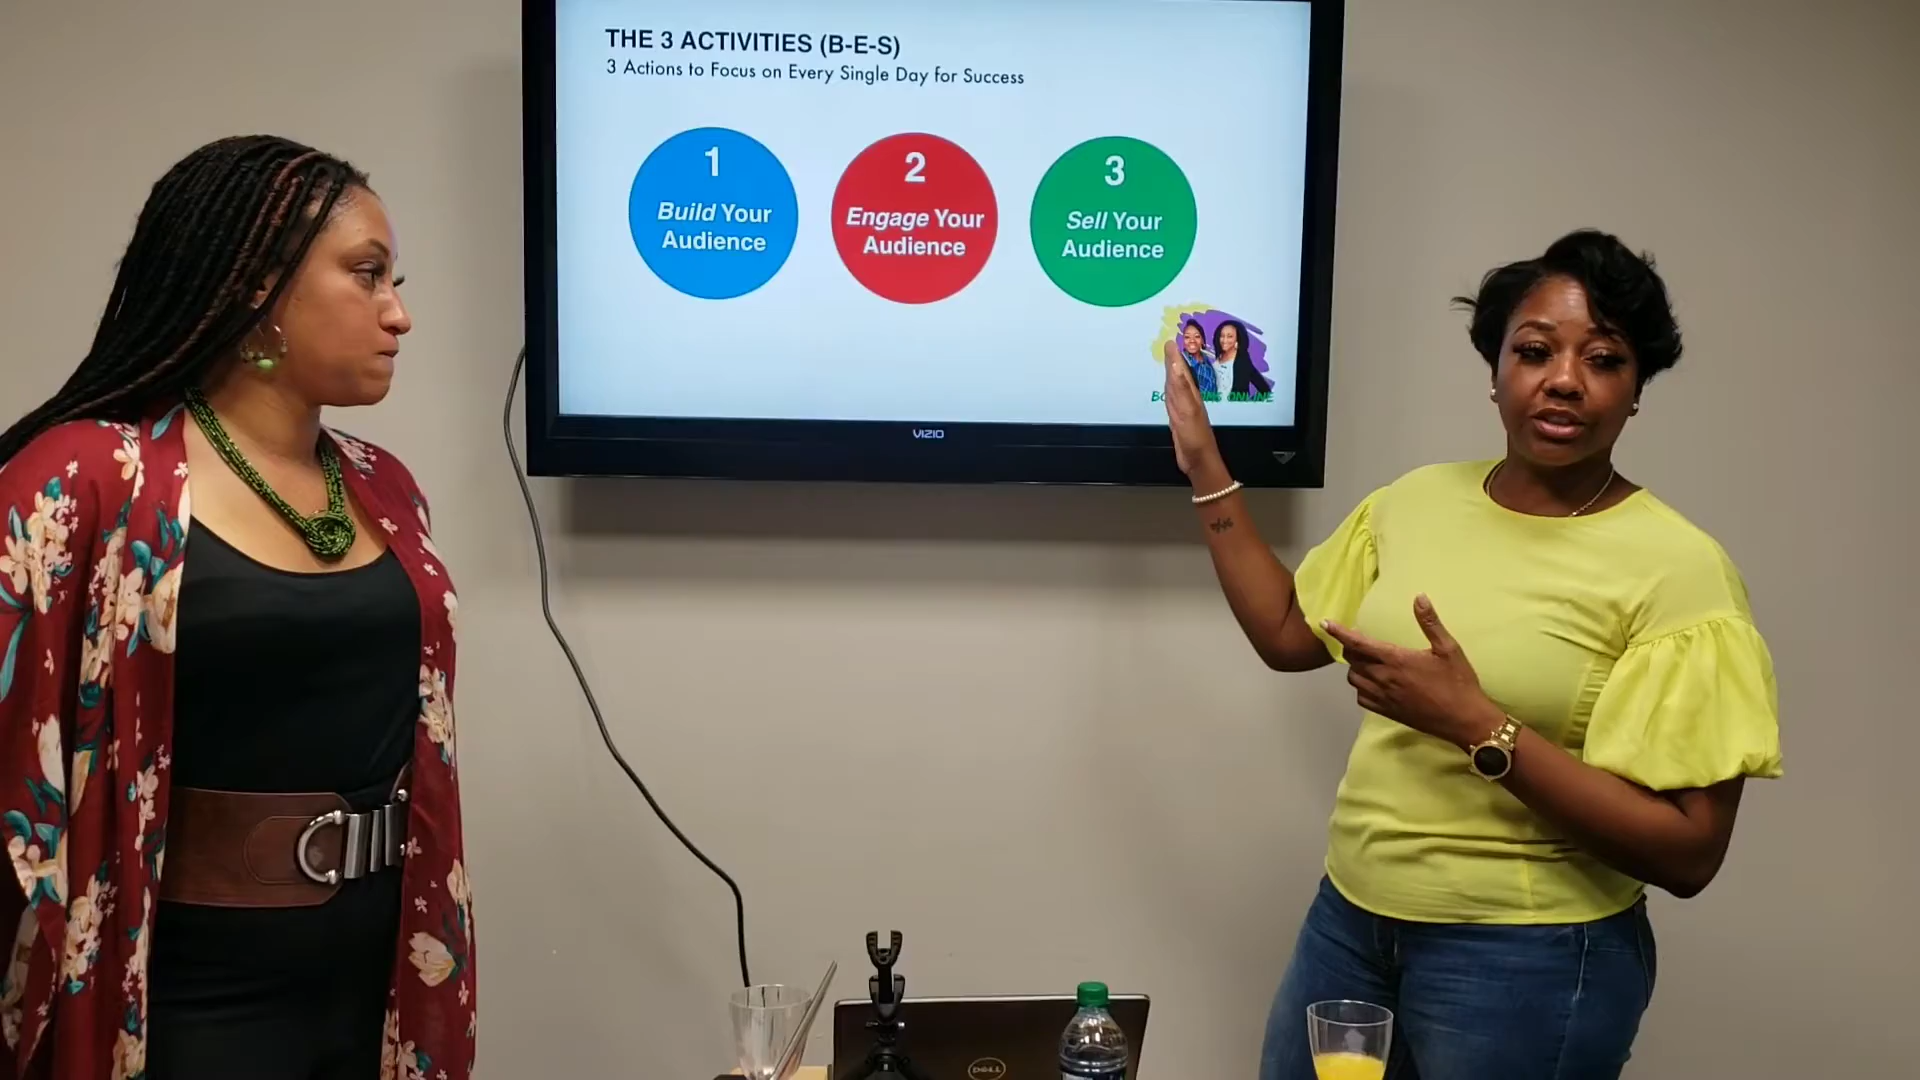 THE 3 ACTIVITIES (B-E-S)
3 Actions to Focus on Every Single Day for Success
1
Build Your
Audience
2
Engage Your
Audience
3
Sell Your
Audience
ONLINE
VIZIO
DELL